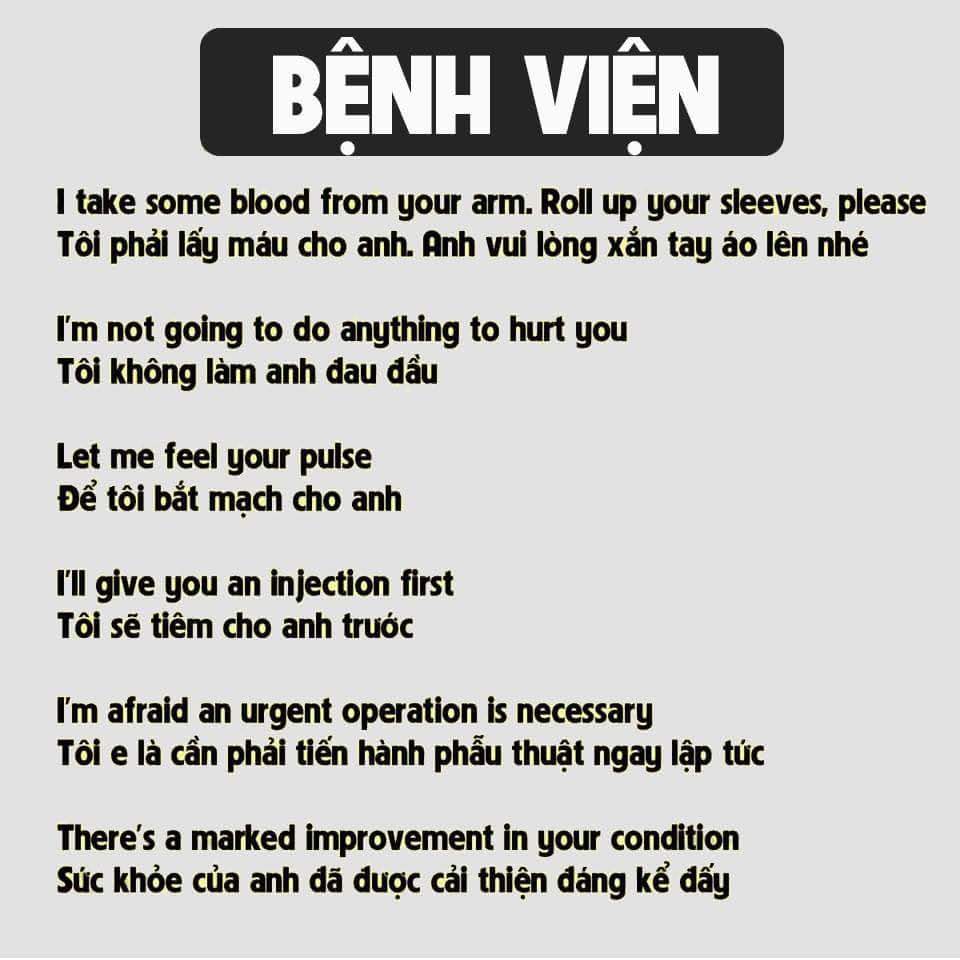 BỆNH VIỆN
I take some blood from your arm. Roll up your sleeves, please
Tôi phải lấy máu cho anh. Anh vui lòng xắn tay áo lên nhé
I'm not going to do anything to hurt you
Tôi không làm anh đau đầu
Let me feel your pulse
Để tôi bắt mạch cho anh
I'll give you an injection first
Tôi sẽ tiêm cho anh trước
I'm afraid an urgent operation is necessary
Tôi e là cần phải tiến hành phẫu thuật ngay lập tức
There's a marked improvement in your condition
Sức khỏe của anh đã được cải thiện đáng kể đấy